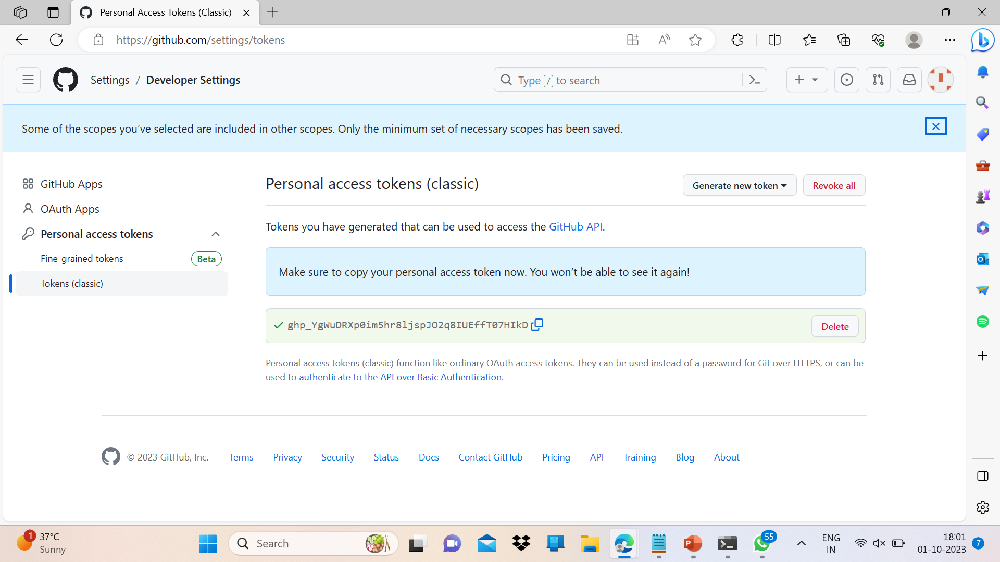 Personal Access Tokens (Classic)
https://github.com/settings/tokens
Settings / Developer Settings
Type / to search
Some of the scopes you’ve selected are included in other scopes. Only the minimum set of necessary scopes has been saved.
GitHub Apps
OAuth Apps
Personal access tokens
Fine-grained tokens Beta
Tokens (classic)
Personal access tokens (classic)
Generate new token
Revoke all
Tokens you have generated that can be used to access the GitHub API.
Make sure to copy your personal access token now. You won’t be able to see it again!
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
Delete
Personal access tokens (classic) function like ordinary OAuth access tokens. They can be used instead of a password for Git over HTTPS, or can be
used to authenticate to the API over Basic Authentication.
© 2023 GitHub, Inc. Terms Privacy Security Status Docs Contact GitHub Pricing API Training Blog About
1
37°C
Sunny
Search
55
ENG
IN
18:01
01-10-2023
7